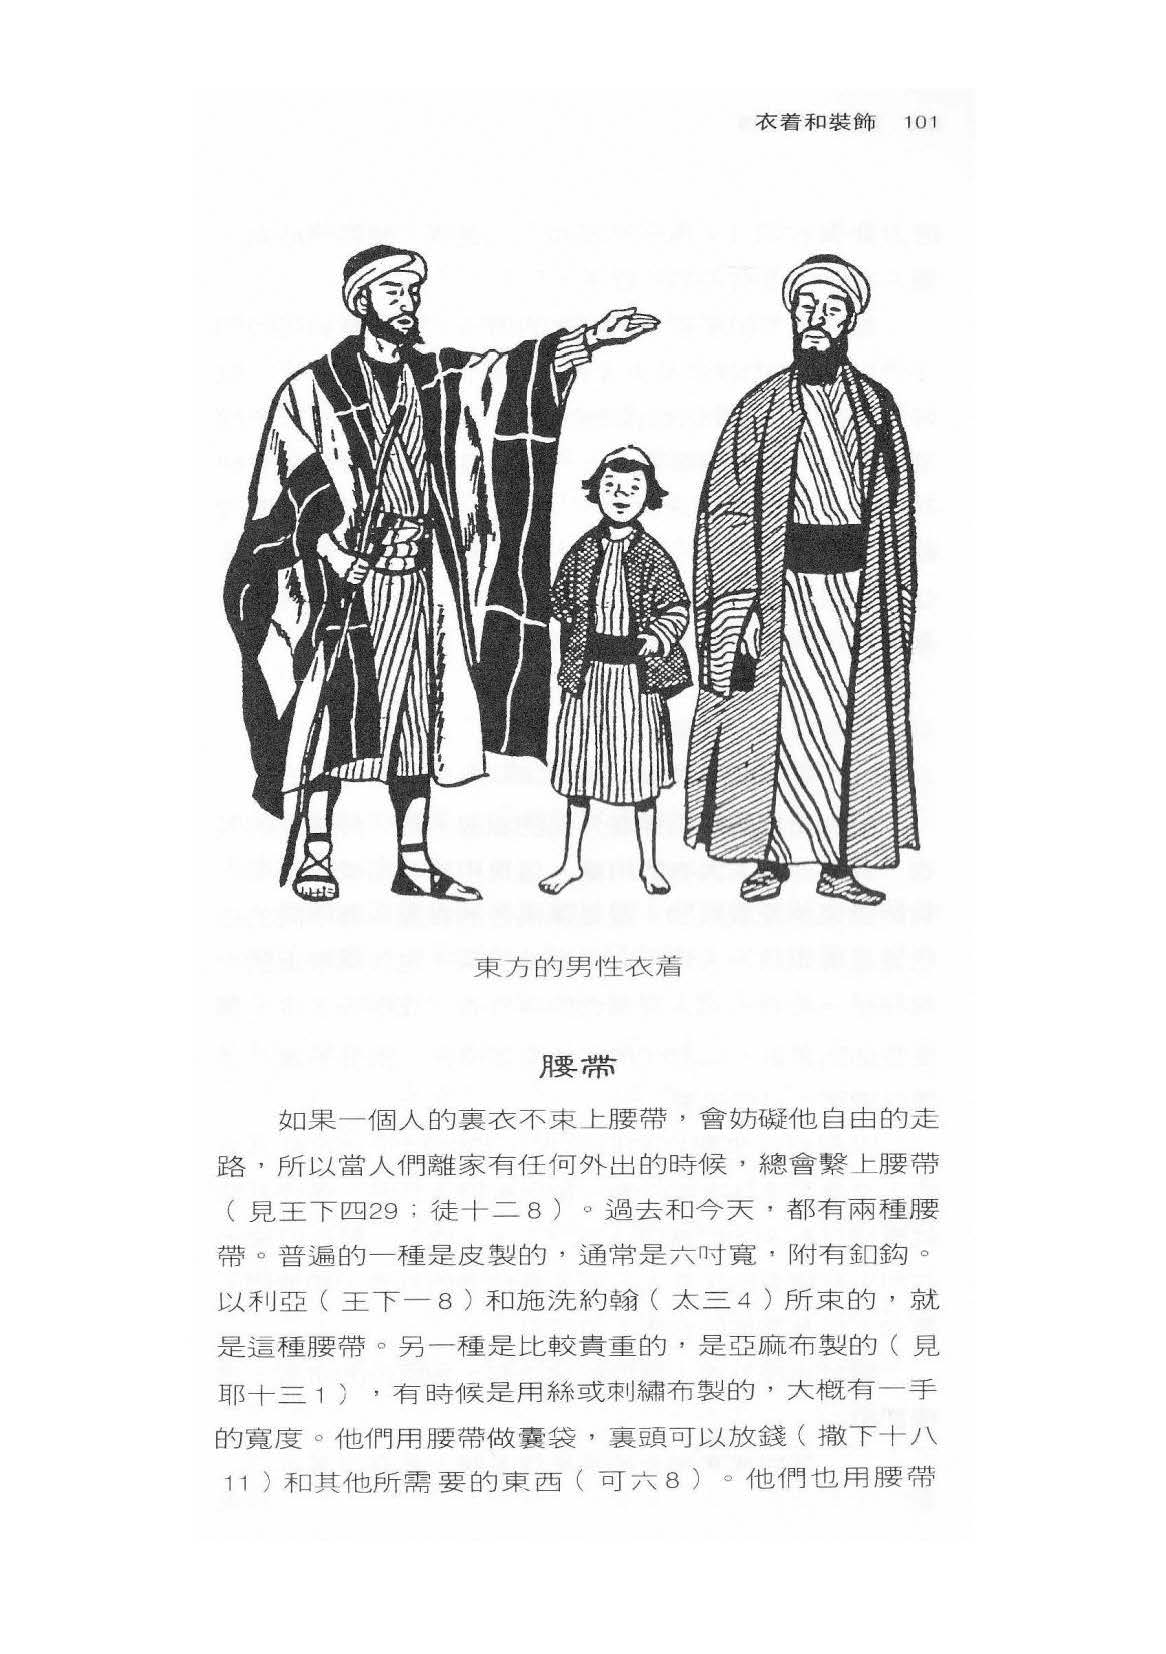 衣着和裝飾 101
東方的男性衣着
腰帶
如果一個人的裏衣不束上腰帶，會妨礙他自由的走
路，所以當人們離家有任何外出的時候，總會繫上腰帶
（見王下四29；徒十二8）。過去和今天，都有兩種腰
帶。普遍的一種是皮製的，通常是六吋寬，附有釦鈎。
以利亞（王下一8）和施洗約翰（太三4）所束的，就
是這種腰帶。另一種是比較貴重的，是亞麻布製的（見
耶十三1），有時候是用絲或刺繡布製的，大概有一手
的寬度。他們用腰帶做囊袋，裏頭可以放錢（撒下十八
11）和其他所需要的東西（可六8）。他們也用腰帶